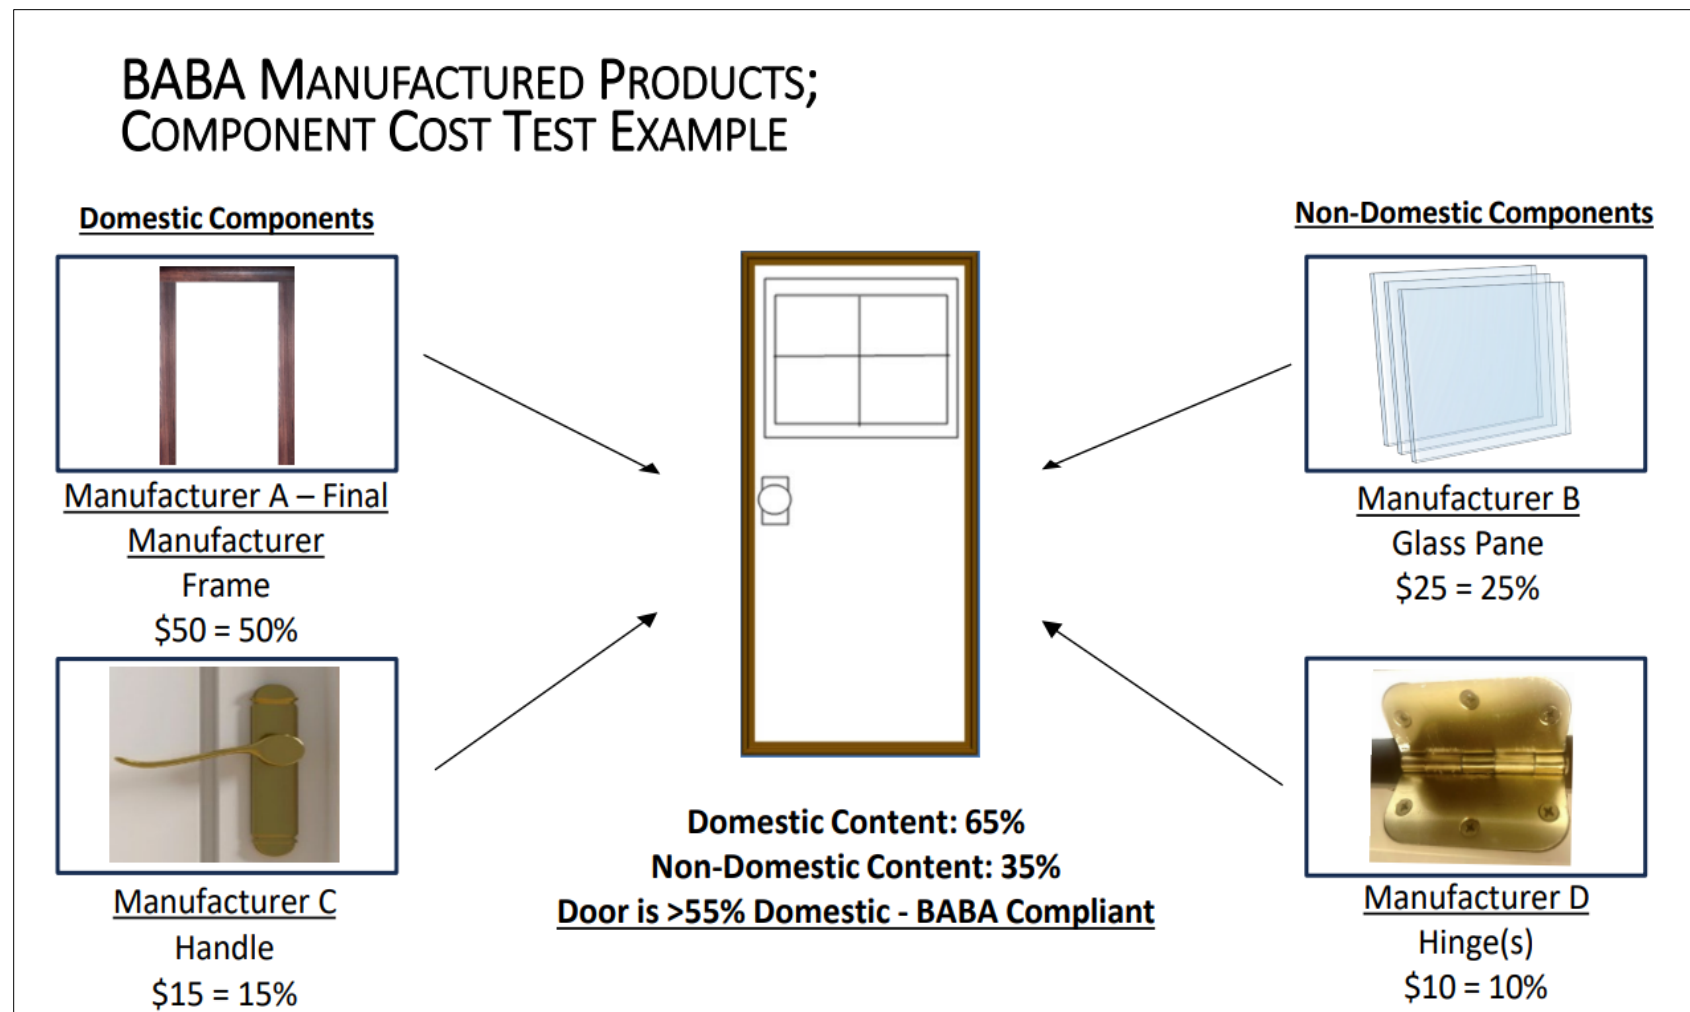 BABA MANUFACTURED PRODUCTS;
COMPONENT COST TEST EXAMPLE
Domestic Components
Manufacturer A – Final
Manufacturer
Frame
$50 = 50%
Manufacturer C
Handle
$15 = 15%
Domestic Content: 65%
Non-Domestic Content: 35%
Door is >55% Domestic - BABA Compliant
Non-Domestic Components
Manufacturer B
Glass Pane
$25 = 25%
Manufacturer D
Hinge(s)
$10 = 10%